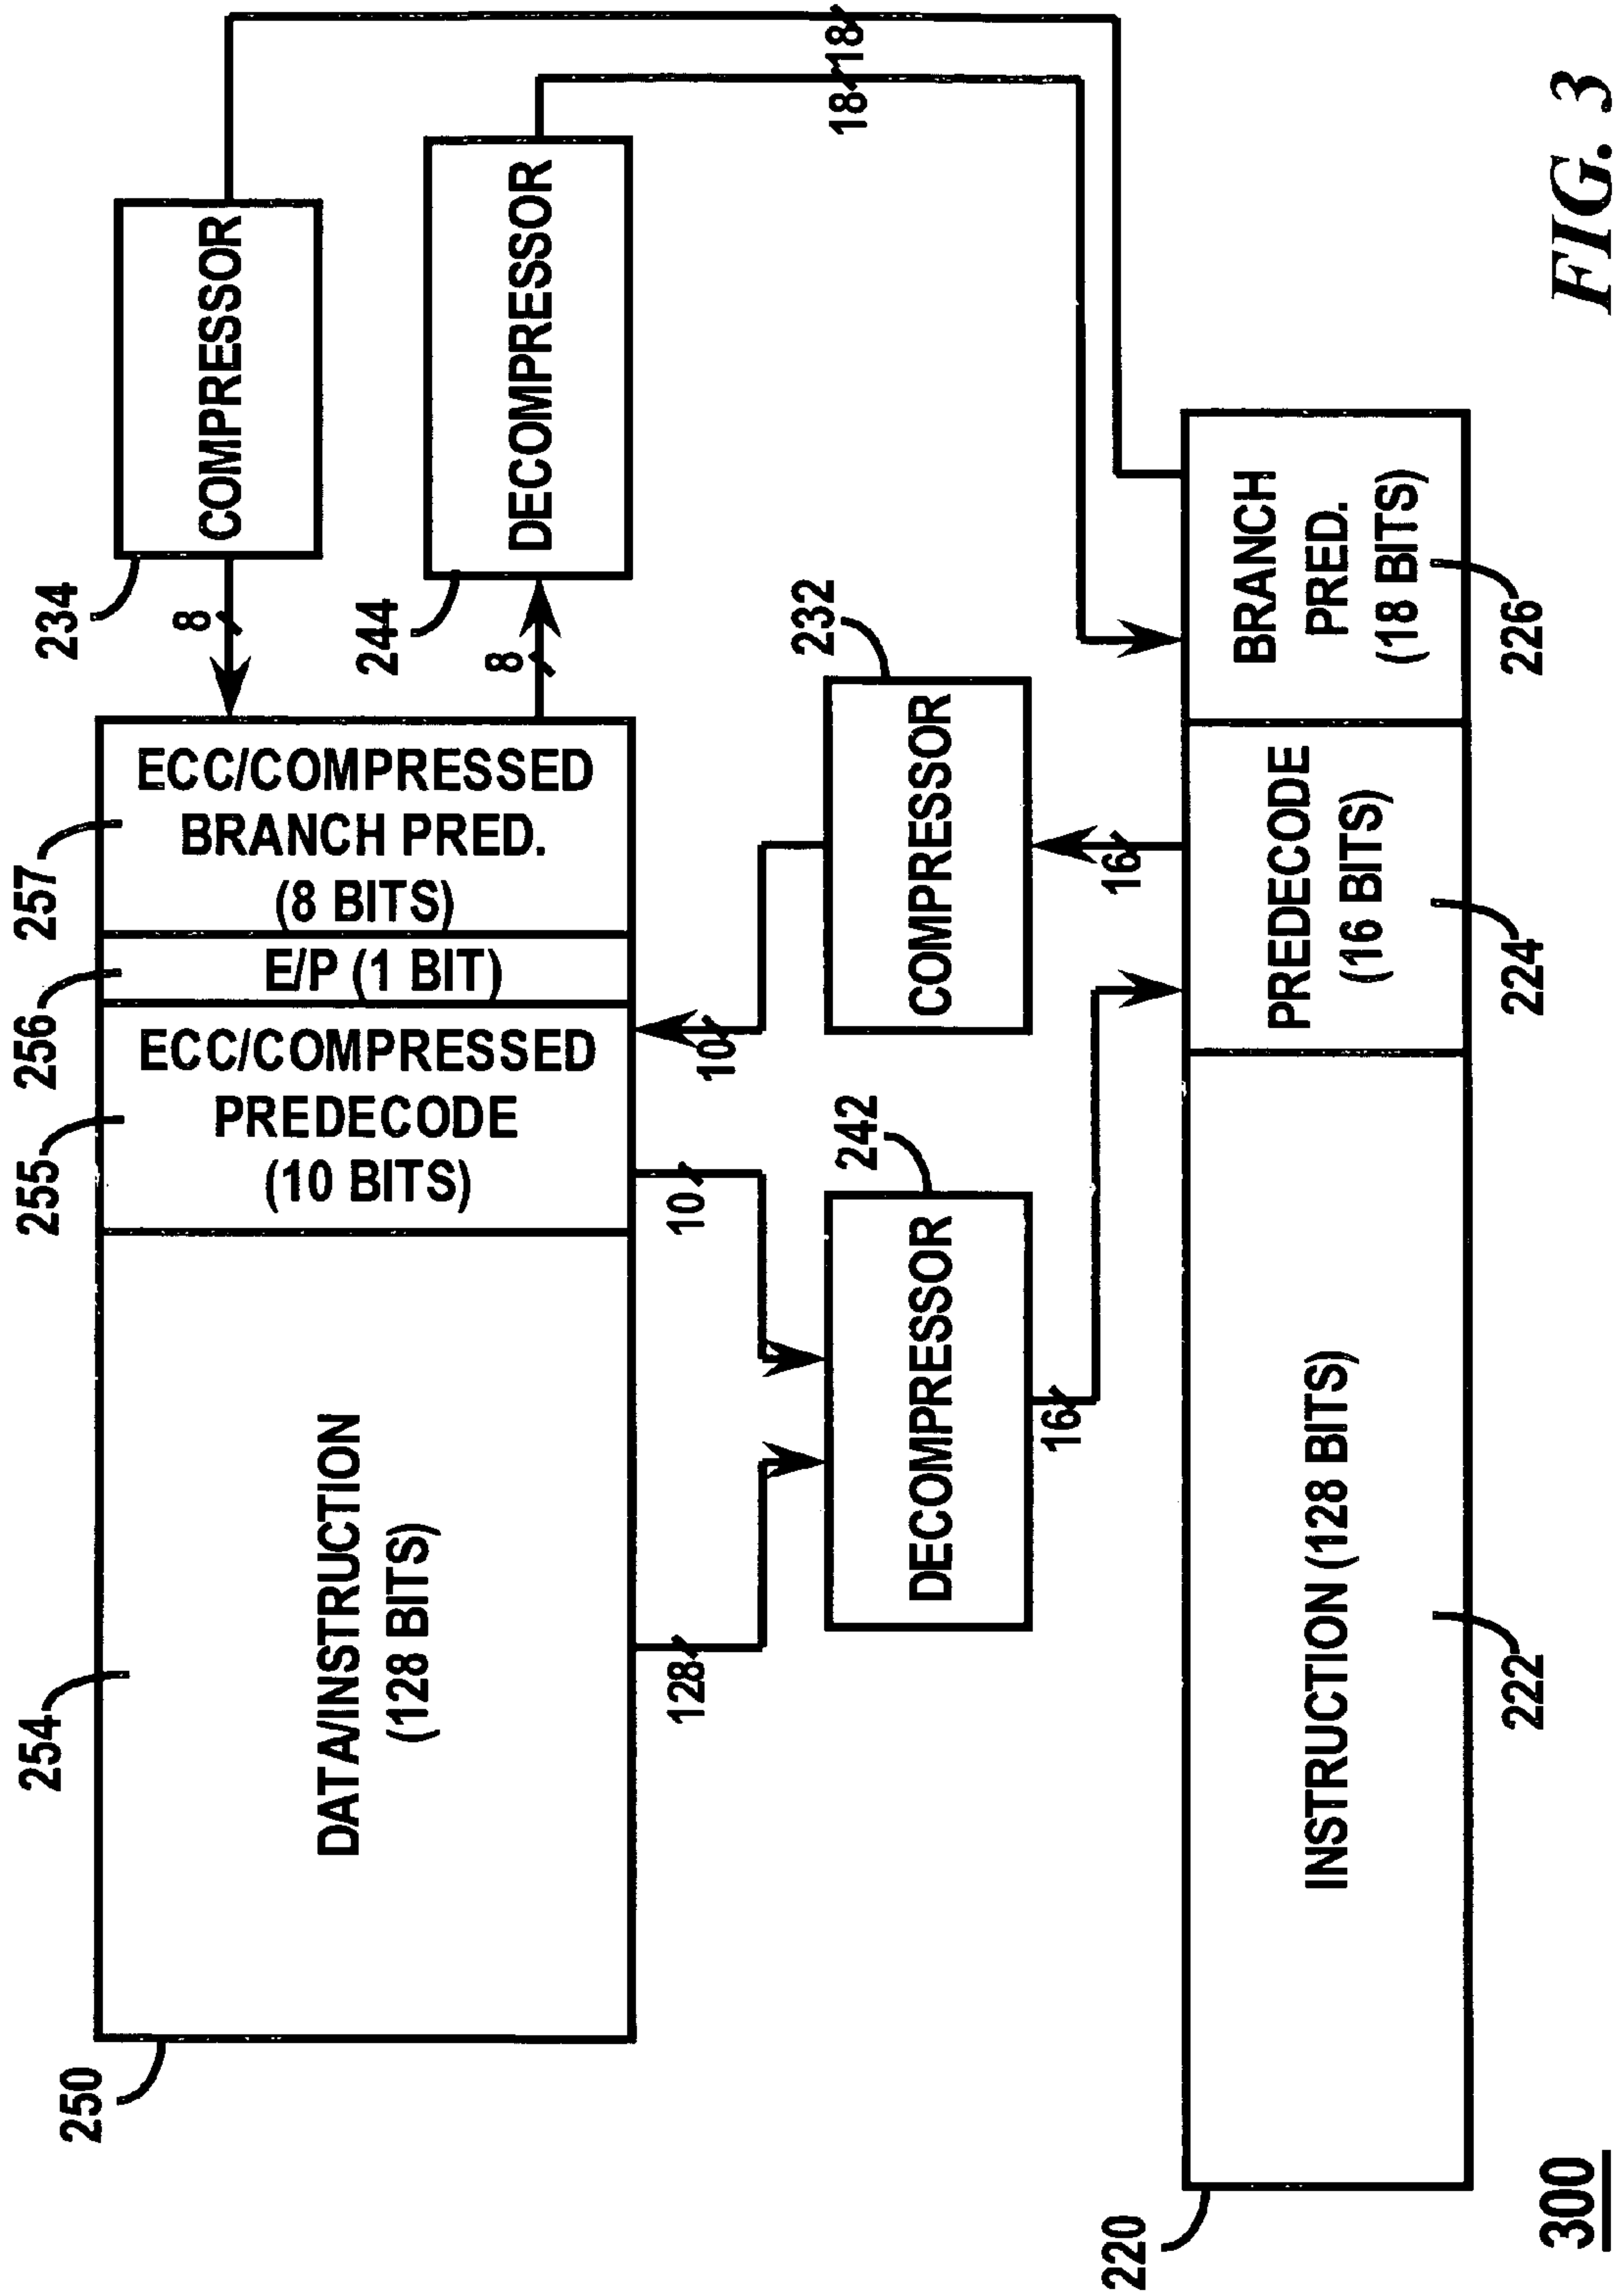 250
254
255
256
257
DATA/INSTRUCTION
(128 BITS)
ECC/COMPRESSED
PREDECODE
(10 BITS)
E/P (1 BIT)
ECC/COMPRESSED
BRANCH PRED.
(8 BITS)
8
234
COMPRESSOR
244
8
DECOMPRESSOR
128
10
10
242
DECOMPRESSOR
232
COMPRESSOR
18
18
16
16
220
INSTRUCTION (128 BITS)
PREDECODE
(16 BITS)
BRANCH
PRED.
(18 BITS)
222
224
226
300
FIG. 3